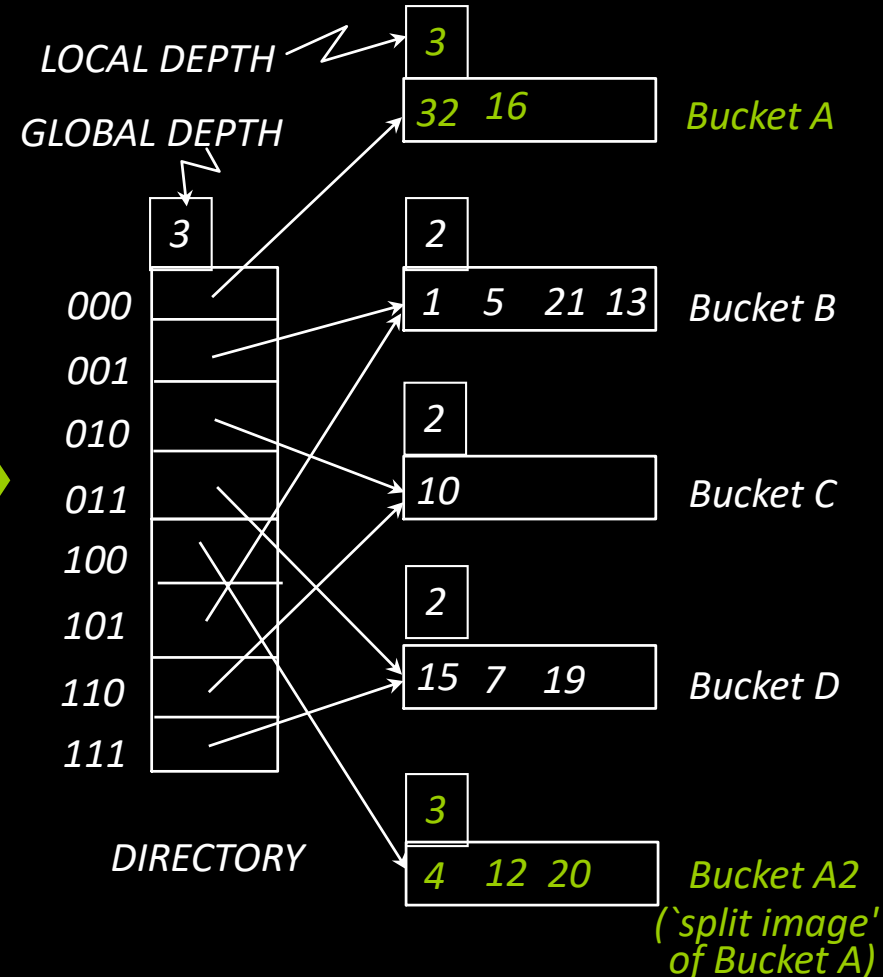 LOCAL DEPTH
3
32 16
Bucket A
GLOBAL DEPTH
3
000
001
010
011
100
101
110
111
DIRECTORY
2
1 5 21 13
Bucket B
2
10
Bucket C
2
15 7 19
Bucket D
3
4 12 20
Bucket A2
(`split image'
of Bucket A)